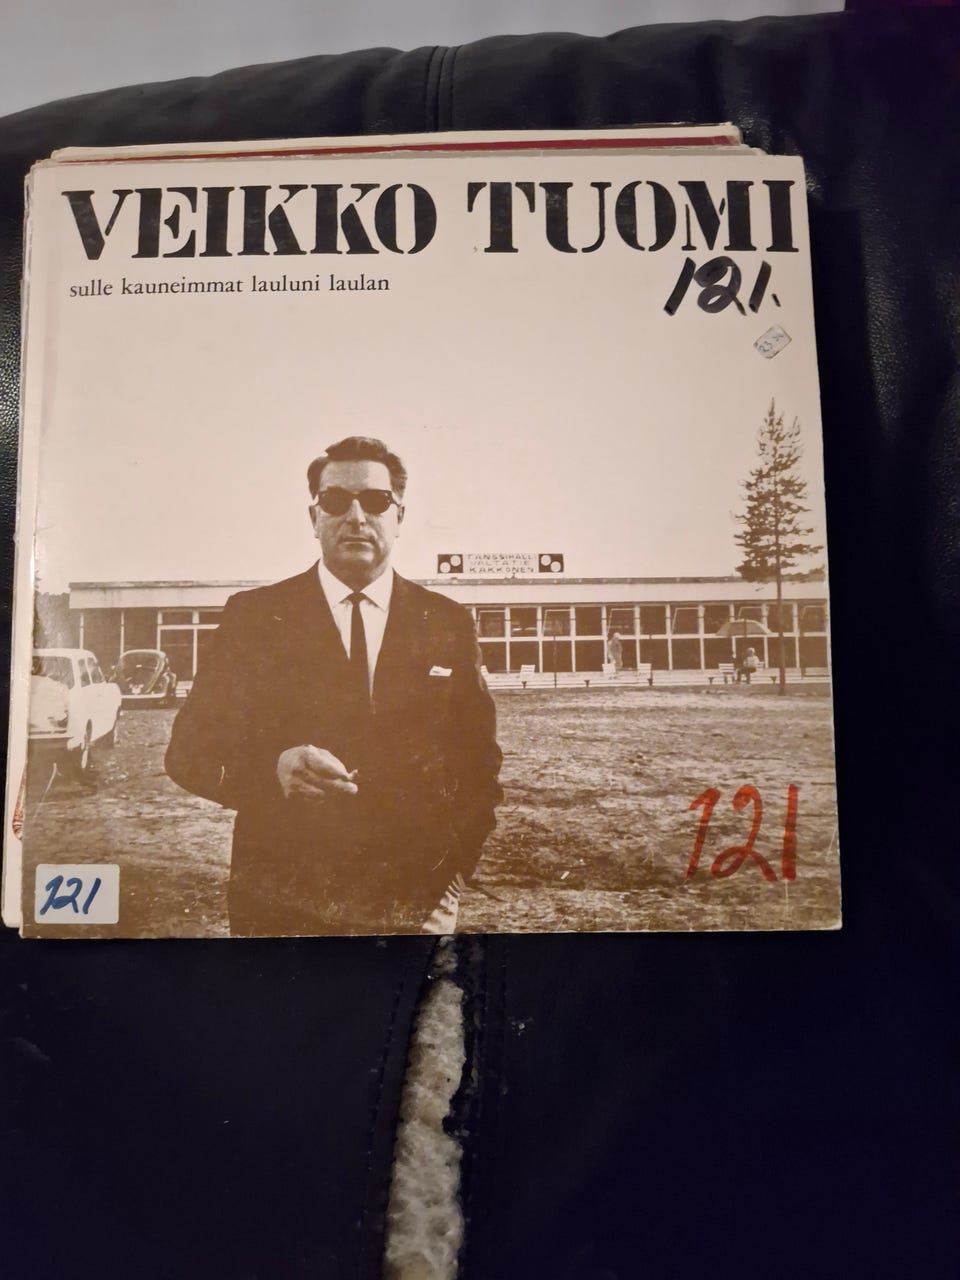 VEIKKO TUOMI
sulle kauneimmat lauluni laulan
121.
TANSSIHALLI
VALTATIE
KAKKONEN
121
121